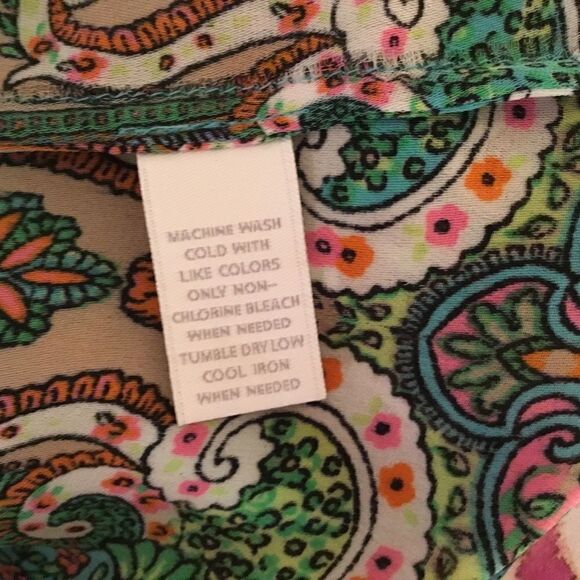 MACHINE WASH
COLD WITH
LIKE COLORS
ONLY NON-
CHLORINE BLEACH
WHEN NEEDED
TUMBLE DRY LOW
COOL IRON
WHEN NEEDED